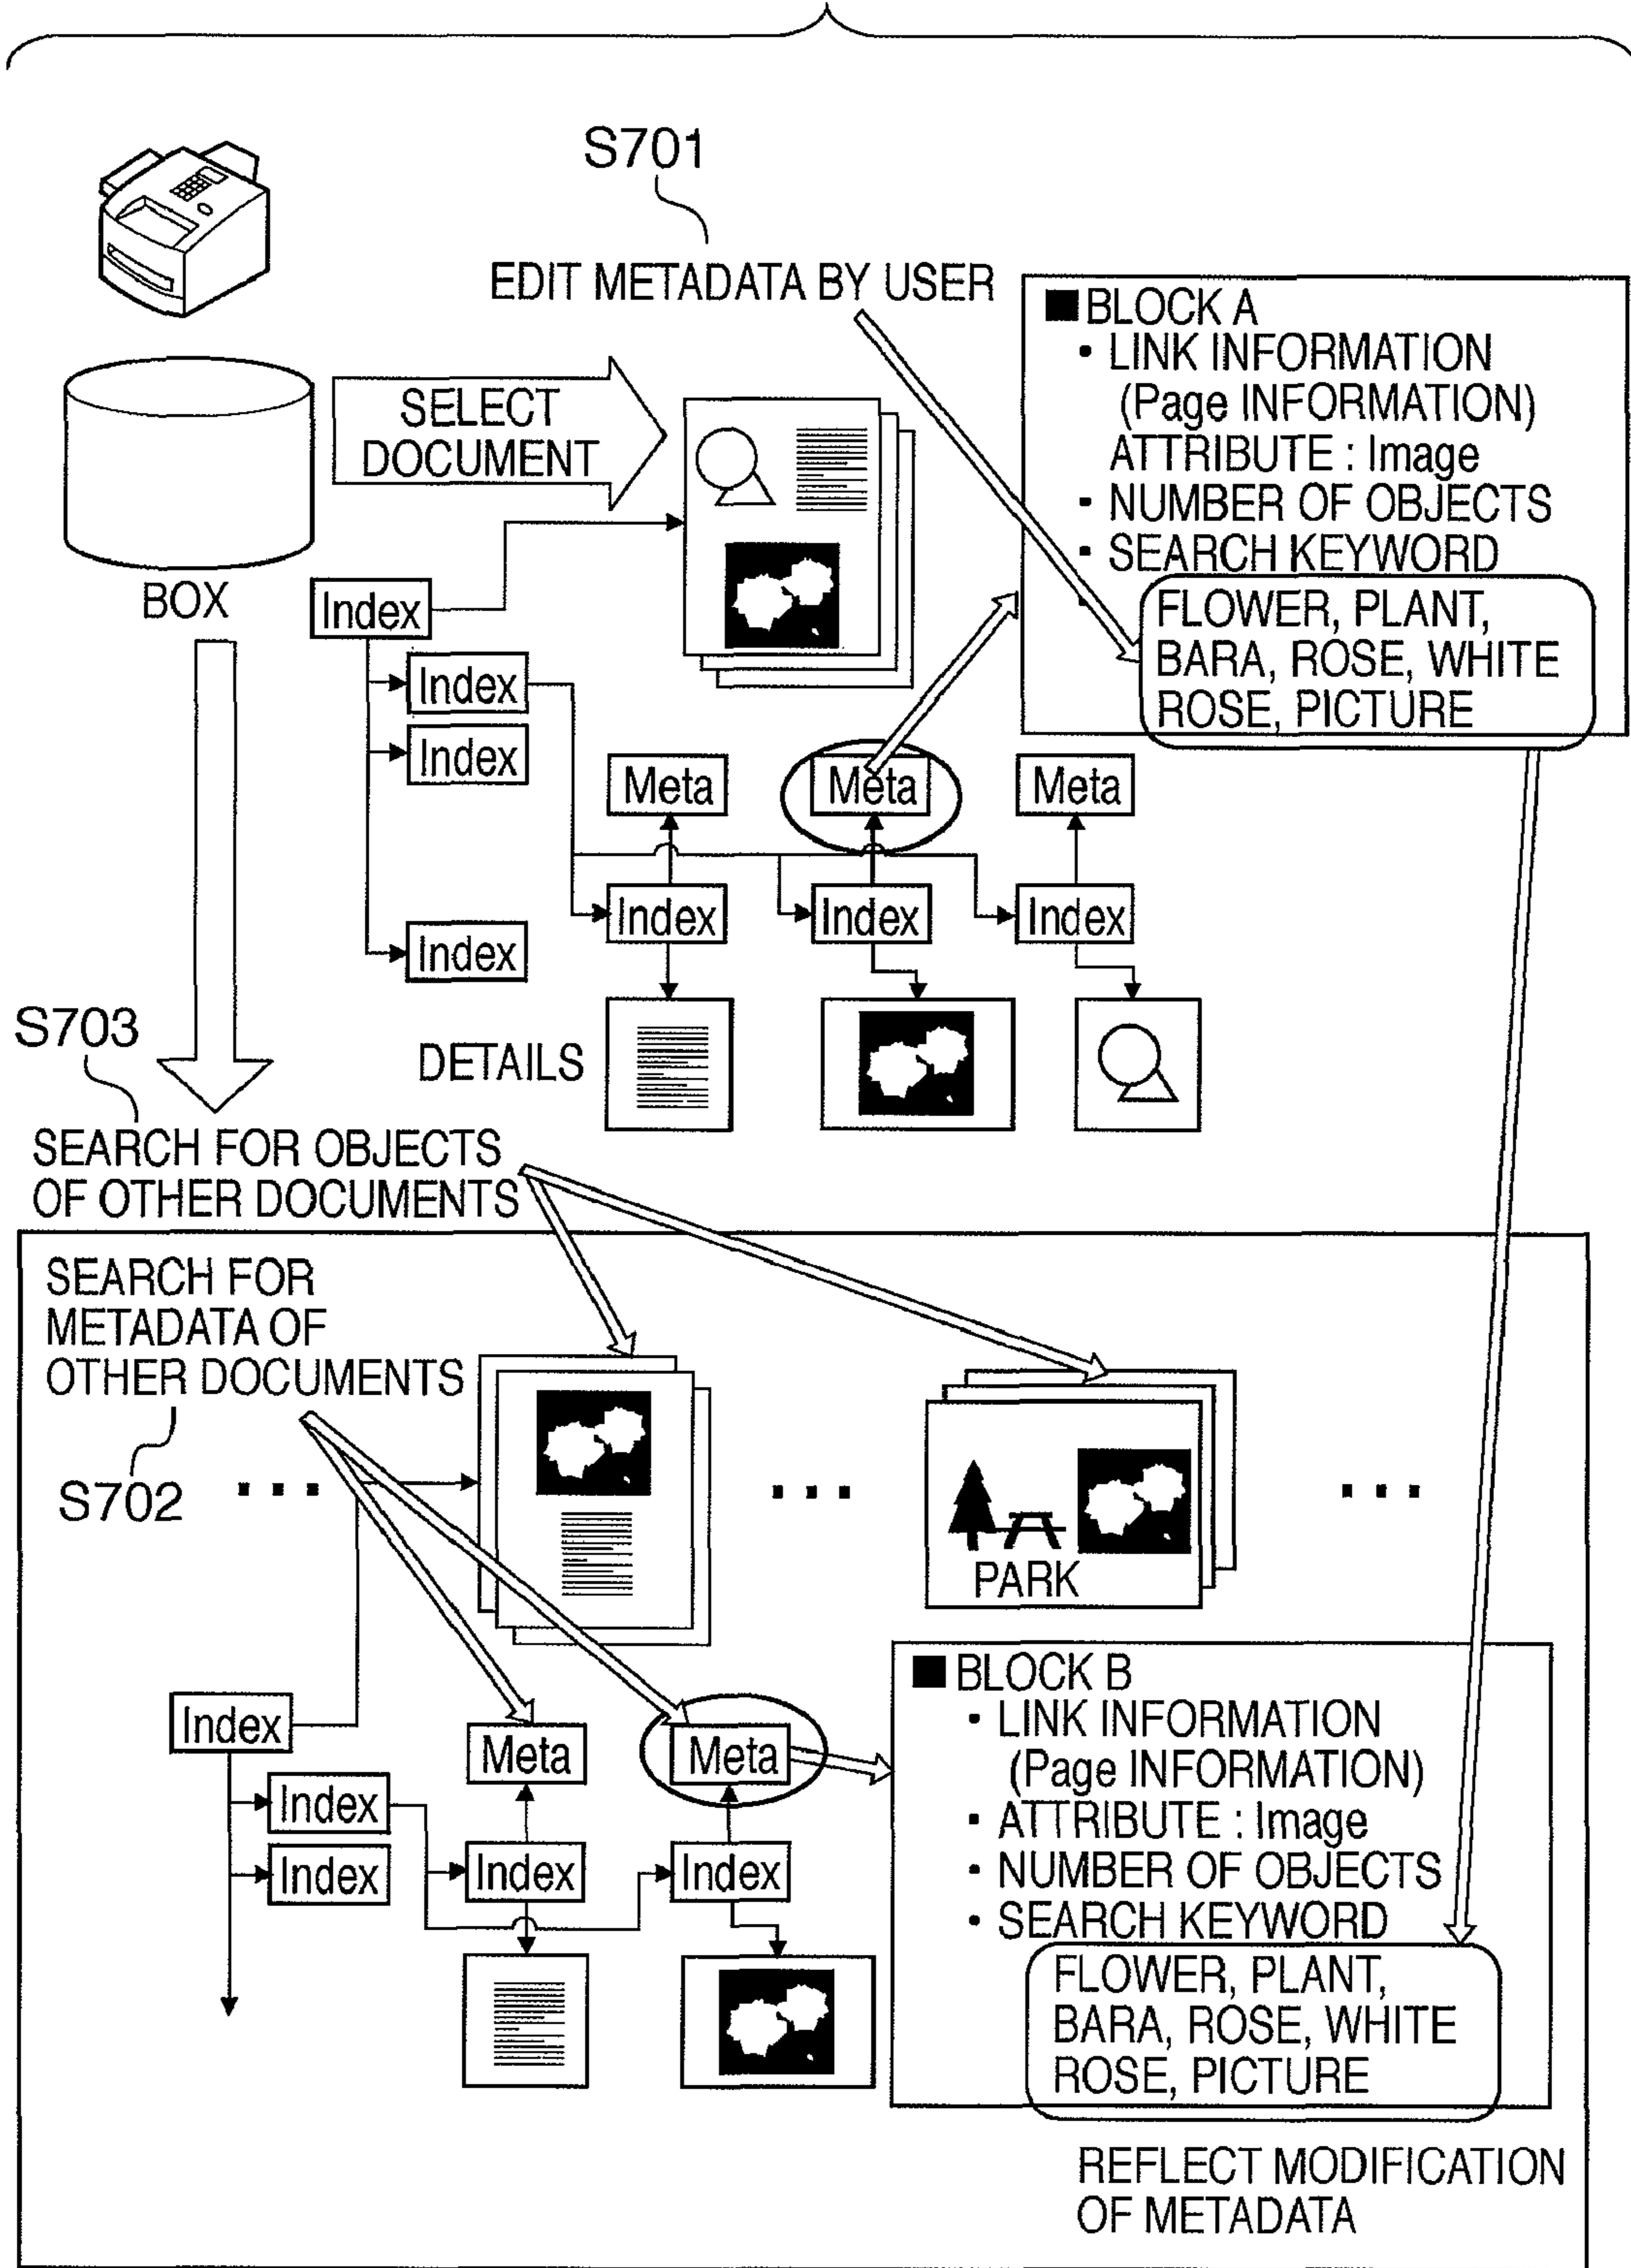 S701
EDIT METADATA BY USER
■ BLOCK A
・ LINK INFORMATION
(Page INFORMATION)
ATTRIBUTE : Image
・ NUMBER OF OBJECTS
・ SEARCH KEYWORD
・ FLOWER, PLANT,
BARA, ROSE, WHITE
ROSE, PICTURE
SELECT
DOCUMENT
BOX
Index
Index
Index
Meta
Meta
Meta
Index
Index
Index
Index
DETAILS
S703
SEARCH FOR OBJECTS
OF OTHER DOCUMENTS
SEARCH FOR
METADATA OF
OTHER DOCUMENTS
S702
...
...
...
PARK
Index
Meta
Meta
Index
Index
Index
Index
■ BLOCK B
・ LINK INFORMATION
(Page INFORMATION)
・ ATTRIBUTE : Image
・ NUMBER OF OBJECTS
・ SEARCH KEYWORD
FLOWER, PLANT,
BARA, ROSE, WHITE
ROSE, PICTURE
REFLECT MODIFICATION
OF METADATA